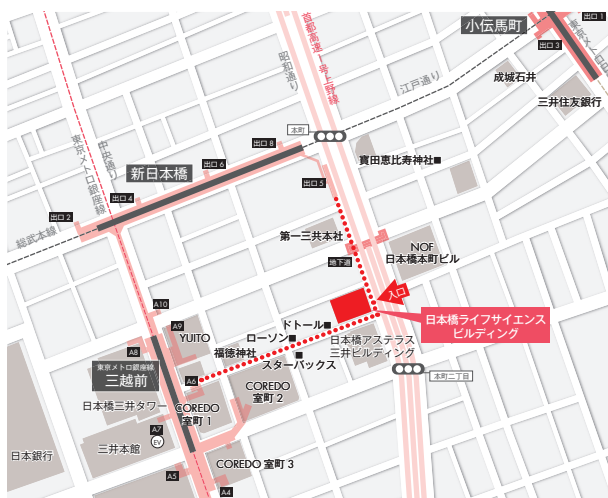 小伝馬町
出口 1
出口 3
東京メトロ日
成城石井
三井住友銀行
首都高速一号上野線
昭和通り
江戸通り
本町
寶田恵比寿神社
出口 8
出口 6
出口 5
新日本橋
出口 4
出口 2
総武本線
東京メトロ銀座線
中央通り
第一三共本社
地下道
NOF
日本橋本町ビル
入口
日本橋ライフサイエンス
ビルディング
A10
A9
YUITO
A8
東京メトロ銀座線
三越前
A6
ドトール
ローソン
福徳神社
スターバックス
日本橋アステラス
三井ビルディング
本町二丁目
日本橋三井タワー
COREDO
室町 1
COREDO
室町 2
A7
EV
三井本館
日本銀行
COREDO 室町 3
A5
A4